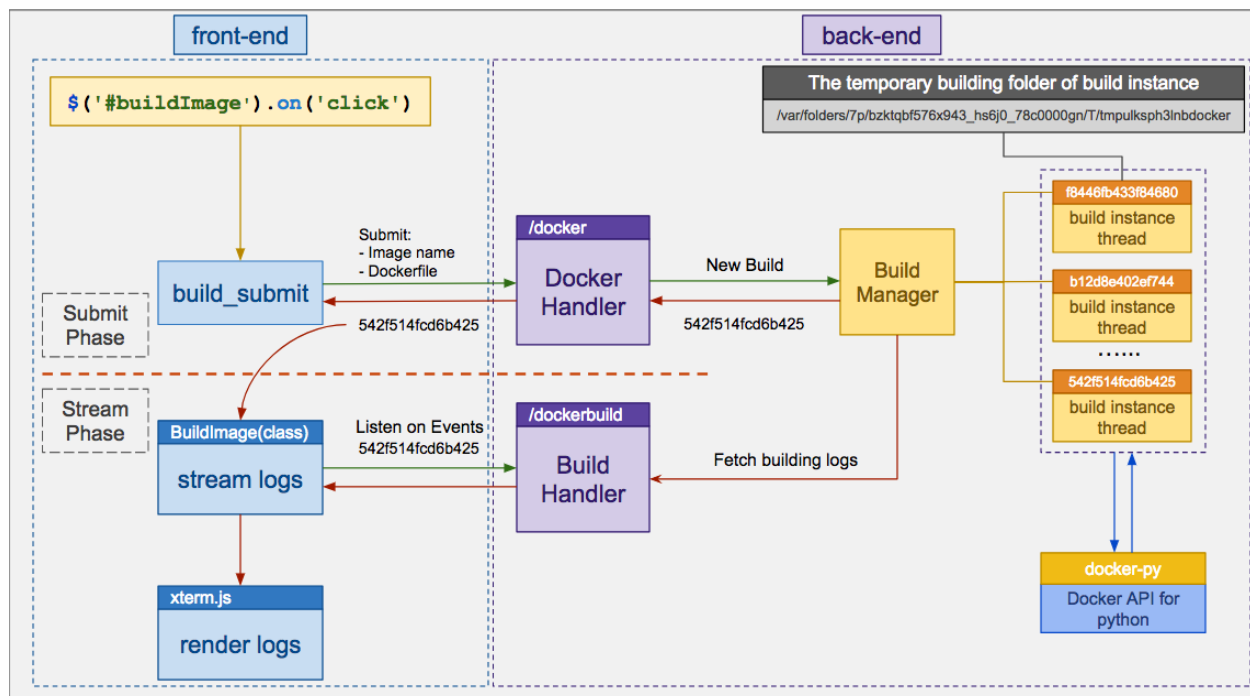 front-end
back-end
$('#buildImage').on('click')
The temporary building folder of build instance
/var/folders/7p/bzktqbf576x943_hs6j0_78c0000gn/T/tmpulksph3lnbdocker
f8446fb433f84680
build instance
thread
Submit:
- Image name
- Dockerfile
/docker
Docker
Handler
New Build
Build
Manager
build_submit
b12d8e402ef744
build instance
thread
......
Submit
Phase
542f514fcd6b425
542f514fcd6b425
542f514fcd6b425
build instance
thread
Stream
Phase
BuildImage(class)
stream logs
Listen on Events
542f514fcd6b425
/dockerbuild
Build
Handler
Fetch building logs
docker-py
Docker API for
python
xterm.js
render logs